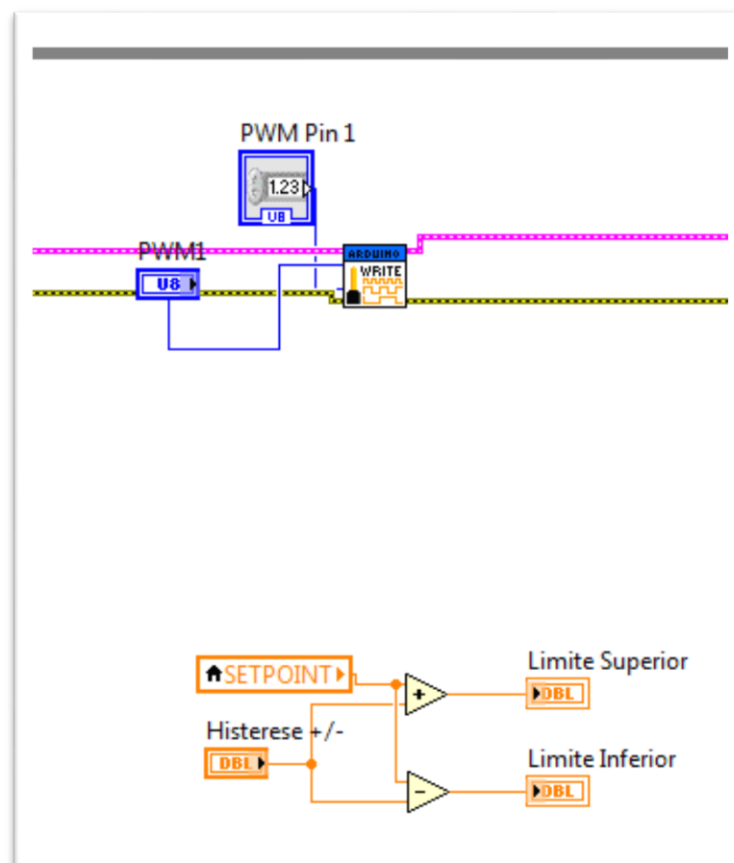 PWM Pin 1
1.23
U8
PWM1
U8
ARDUINO
WRITE
SETPOINT
+
Limite Superior
DBL
Histerese +/-
DBL
Limite Inferior
-
DBL